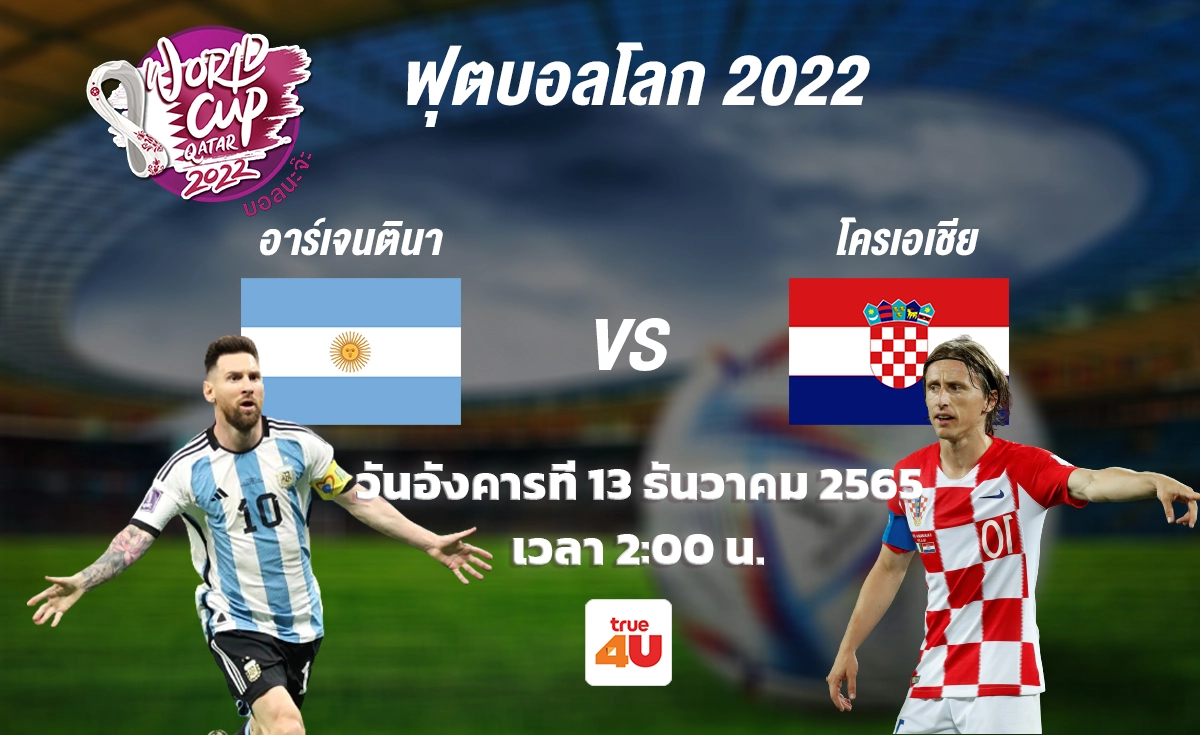 WORLD
CUP
QATAR
2022
บอลนะจ๊ะ
ฟุตบอลโลก 2022
อาร์เจนตินา
โครเอเชีย
VS
วันอังคารที่ 13 ธันวาคม 2565
เวลา 2:00 น.
10
10
true
4U